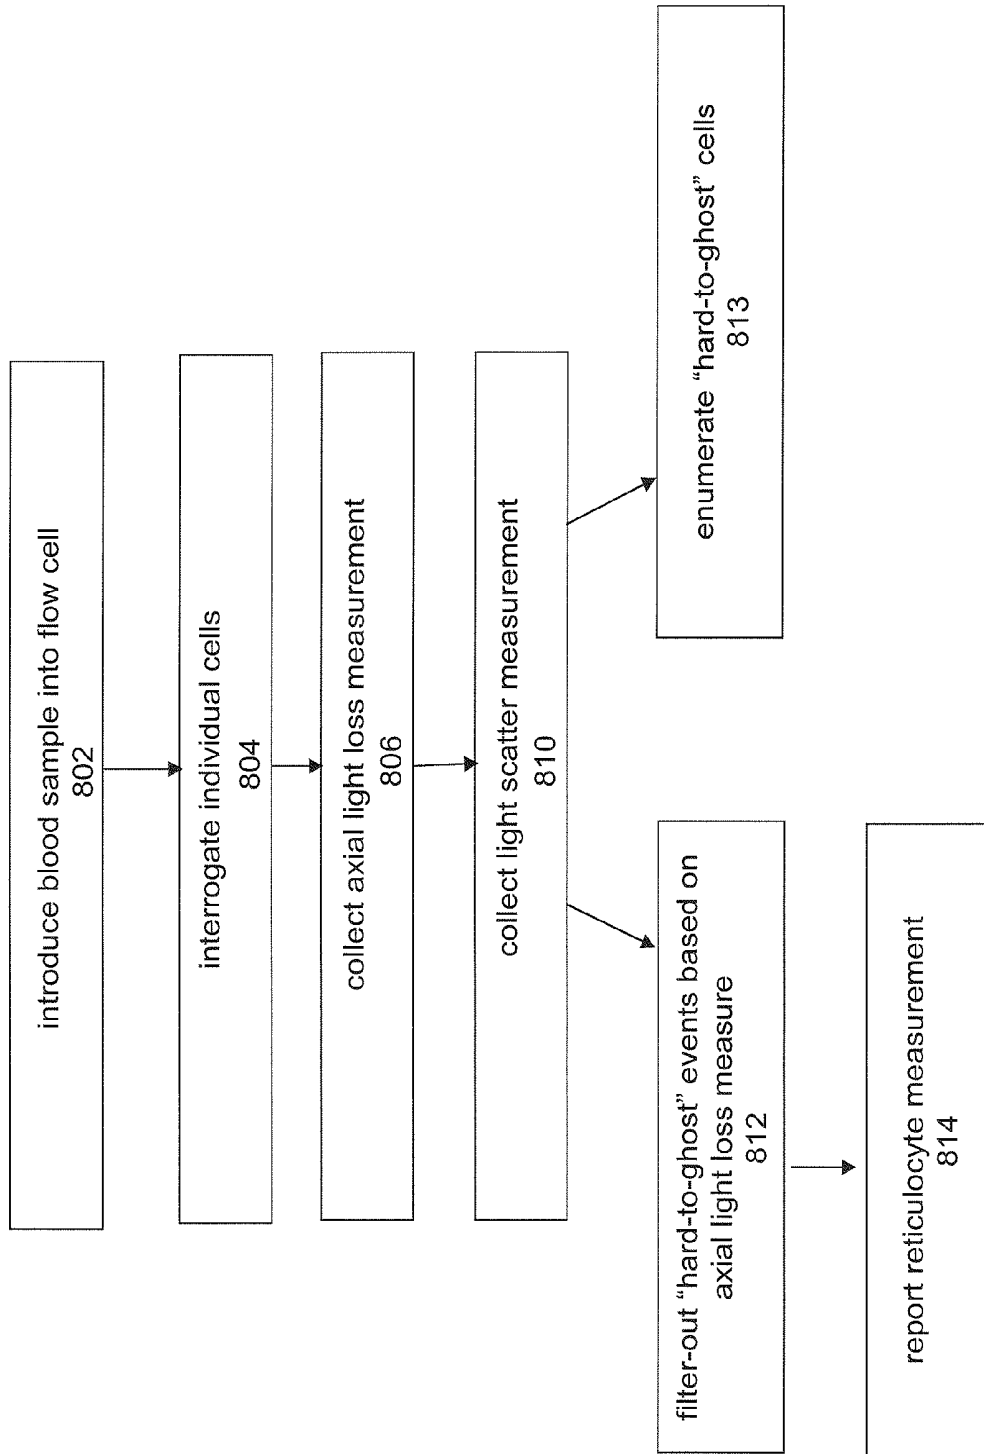 introduce blood sample into flow cell
802
interrogate individual cells
804
collect axial light loss measurement
806
collect light scatter measurement
810
filter-out “hard-to-ghost” events based on
axial light loss measure
812
enumerate “hard-to-ghost” cells
813
report reticulocyte measurement
814